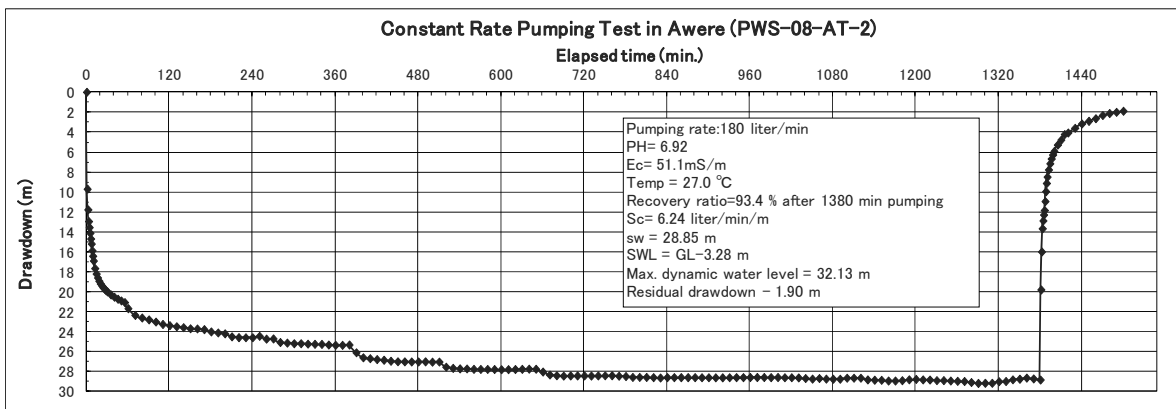 Constant Rate Pumping Test in Awere (PWS-08-AT-2)
Elapsed time (min.)
0 120 240 360 480 600 720 840 960 1080 1200 1320 1440
0
2
4
6
8
10
12
14
16
18
20
22
24
26
28
30
Drawdown (m)
Pumping rate:180 liter/min
PH= 6.92
Ec= 51.1mS/m
Temp = 27.0 ℃
Recovery ratio=93.4 % after 1380 min pumping
Sc= 6.24 liter/min/m
sw = 28.85 m
SWL = GL-3.28 m
Max. dynamic water level = 32.13 m
Residual drawdown - 1.90 m